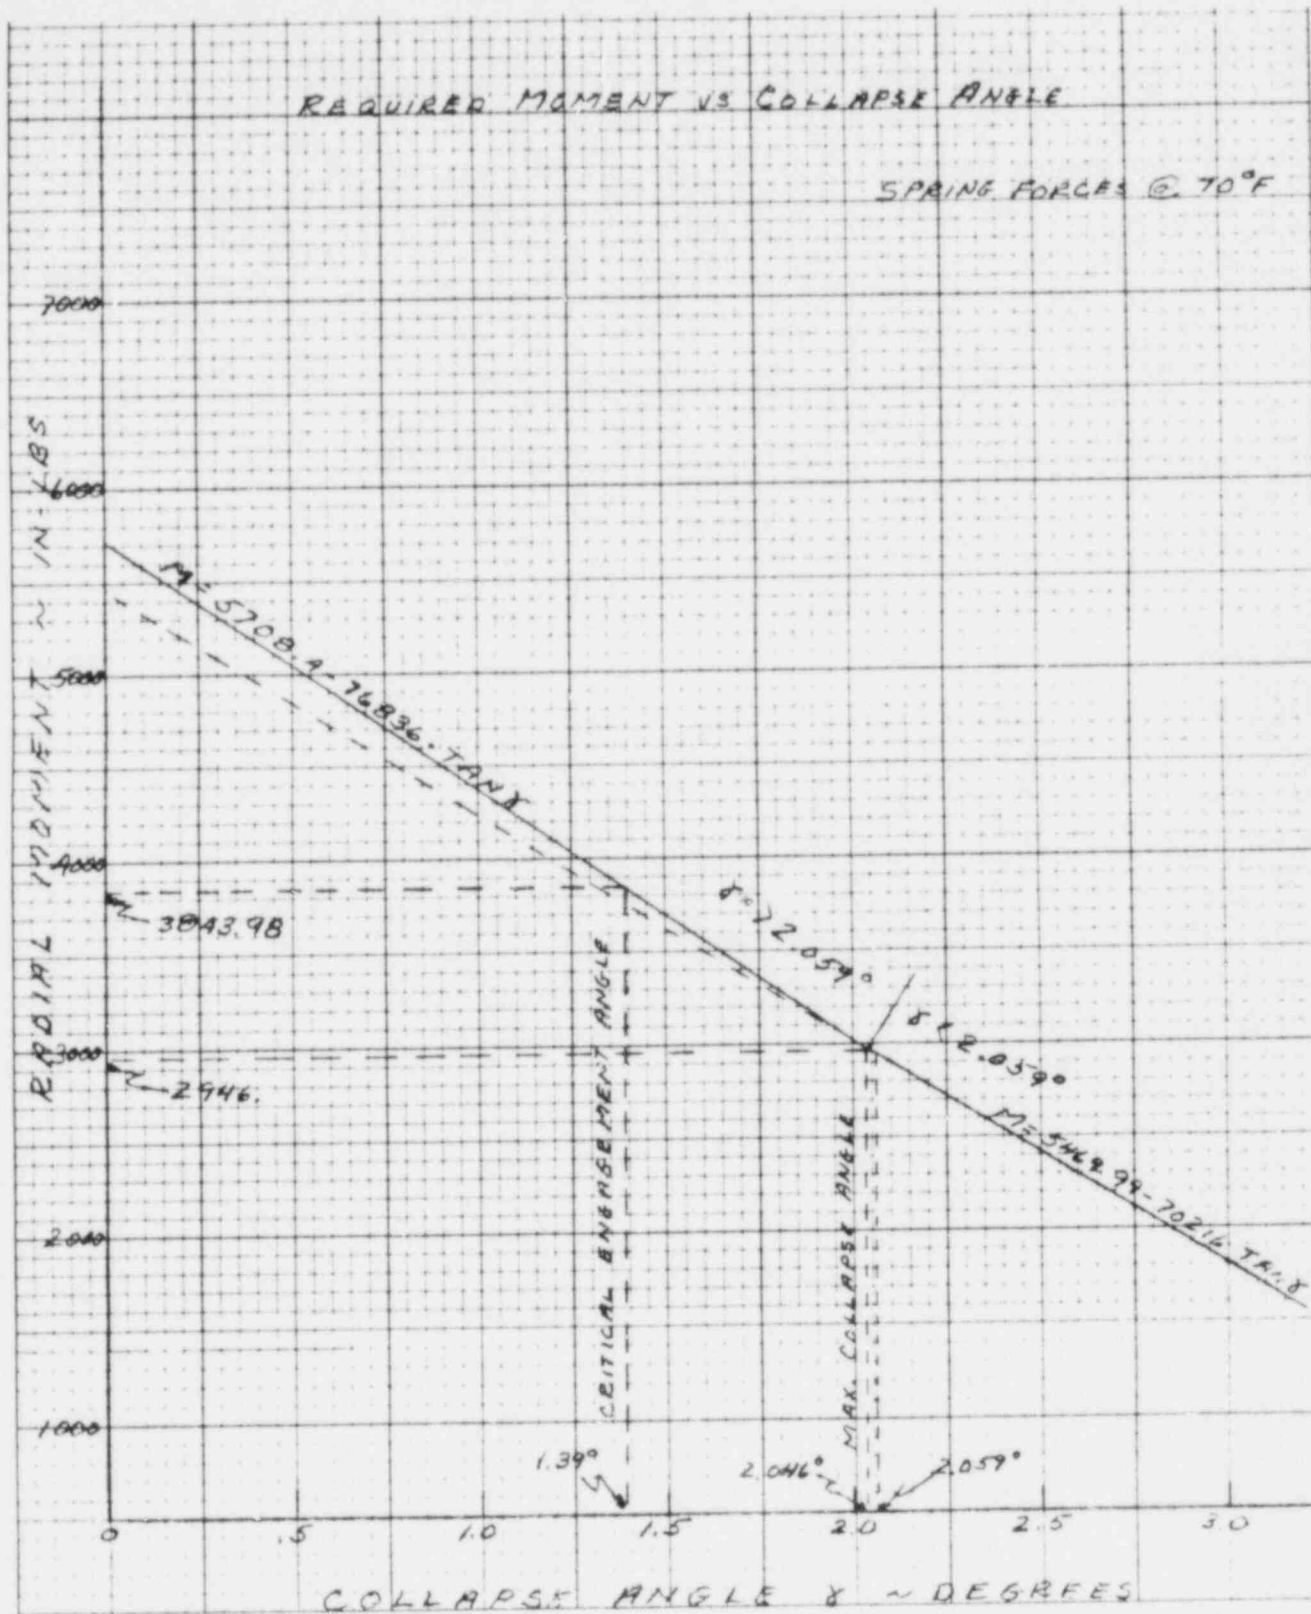 REQUIRED MOMENT VS COLLAPSE ANGLE
SPRING FORCES @ 70°F
RADIAL MOMENT ~ IN-LBS
7000
6000
5000
4000
3000
2000
1000
M = 5708.4 - 76836. TAN γ
3843.98
2946.
γ > 2.059°
γ < 2.059°
M = 5469.99 - 70216 TAN γ
CRITICAL ENGAGEMENT ANGLE
MAX. COLLAPSE ANGLE
1.39°
2.046°
2.059°
0 .5 1.0 1.5 2.0 2.5 3.0
COLLAPSE ANGLE γ ~ DEGREES